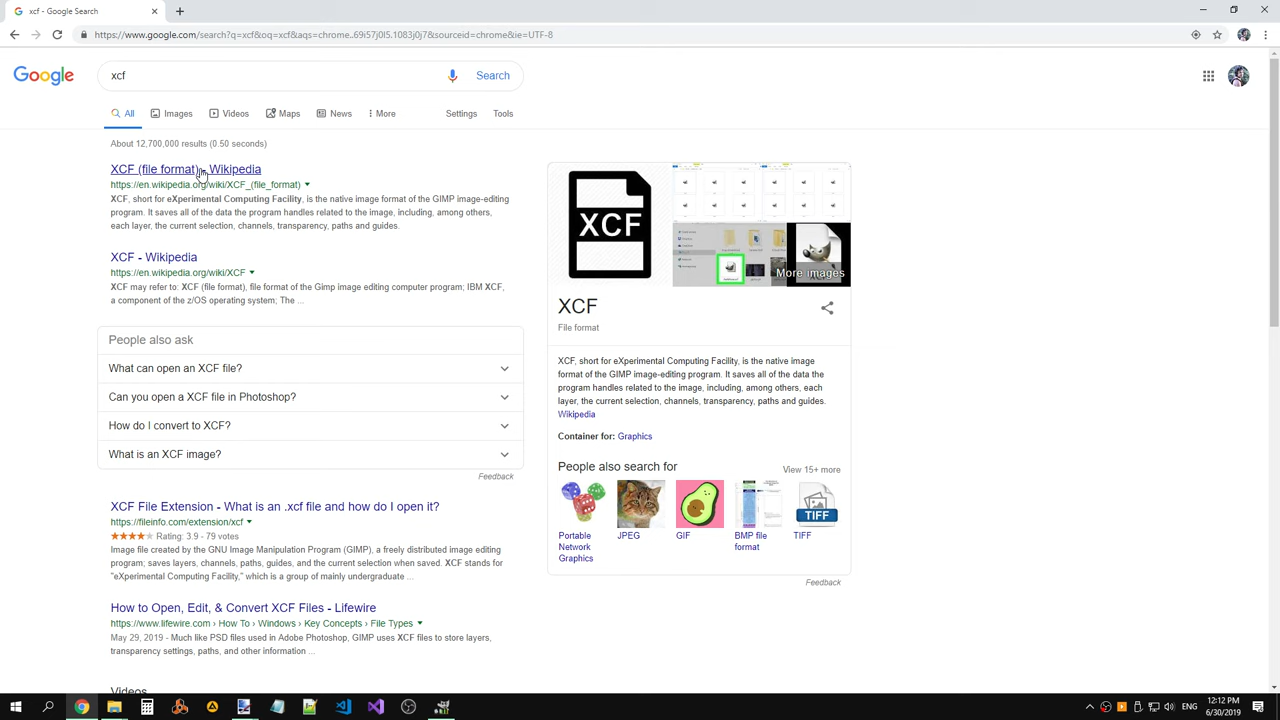 xcf - Google Search
https://www.google.com/search?q=xcf&oq=xcf&aqs=chrome..69i57j0l5.1083j0j7&sourceid=chrome&ie=UTF-8
Google
xcf
Search
All Images Videos Maps News More Settings Tools
About 12,700,000 results (0.50 seconds)
XCF (file format) - Wikipedia
https://en.wikipedia.org/wiki/XCF_(file_format)
XCF, short for eXperimental Computing Facility, is the native image format of the GIMP image-editing
program. It saves all of the data the program handles related to the image, including, among others,
each layer, the current selection, channels, transparency, paths and guides.
XCF - Wikipedia
https://en.wikipedia.org/wiki/XCF
XCF may refer to: XCF (file format), file format of the Gimp image editing computer program; IBM XCF,
a component of the z/OS operating system; The ...
People also ask
What can open an XCF file?
Can you open a XCF file in Photoshop?
How do I convert to XCF?
What is an XCF image?
Feedback
XCF File Extension - What is an .xcf file and how do I open it?
https://fileinfo.com/extension/xcf
Rating: 3.9 - 79 votes
Image file created by the GNU Image Manipulation Program (GIMP), a freely distributed image editing
program; saves layers, channels, paths, guides, and the current selection when saved. XCF stands for
"eXperimental Computing Facility," which is a group of mainly undergraduate ...
How to Open, Edit, & Convert XCF Files - Lifewire
https://www.lifewire.com › How To › Windows › Key Concepts › File Types
May 29, 2019 - Much like PSD files used in Adobe Photoshop, GIMP uses XCF files to store layers,
transparency settings, paths, and other information ...
Videos
XCF
More images
XCF
File format
XCF, short for eXperimental Computing Facility, is the native image
format of the GIMP image-editing program. It saves all of the data the
program handles related to the image, including, among others, each
layer, the current selection, channels, transparency, paths and guides.
Wikipedia
Container for: Graphics
People also search for
View 15+ more
TIFF
Portable
Network
Graphics
JPEG
GIF
BMP file
format
TIFF
Feedback
ENG
12:12 PM
6/30/2019